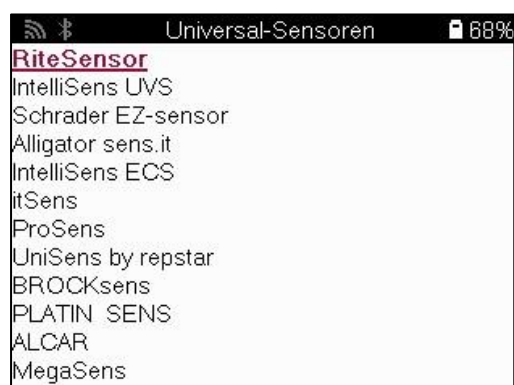 Universal-Sensoren 68%
RiteSensor
IntelliSens UVS
Schrader EZ-sensor
Alligator sens.it
IntelliSens ECS
itSens
ProSens
UniSens by repstar
BROCKsens
PLATIN SENS
ALCAR
MegaSens